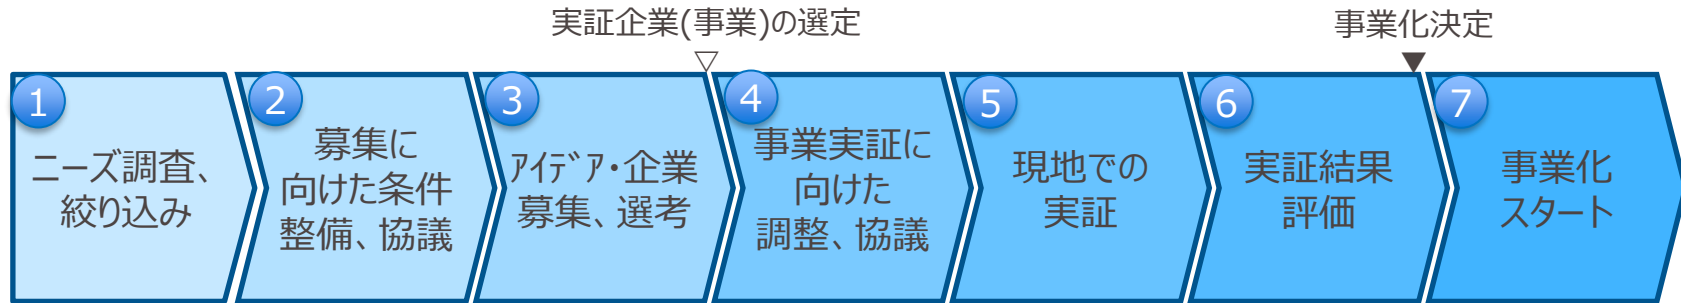 実証企業(事業)の選定
▽
事業化決定
▼
1
ニーズ調査、
絞り込み
2
募集に
向けた条件
整備、協議
3
ｱｲﾃﾞｱ・企業
募集、選考
4
事業実証に
向けた
調整、協議
5
現地での
実証
6
実証結果
評価
7
事業化
スタート